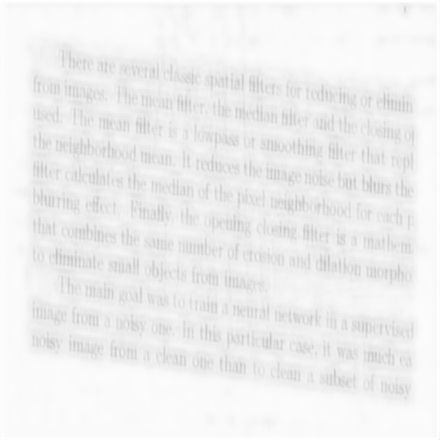 There are several classic spatial filters for reducing or elimin
from images. The mean filter, the median filter and the closing o
used. The mean filter is a lowpass or smoothing filter that repl
the neighborhood mean. It reduces the image noise but blurs the
filter calculates the median of the pixel neighborhood for each p
blurring effect. Finally, the opening closing filter is a mathem
that combines the same number of erosion and dilation morpho
to eliminate small objects from images.
The main goal was to train a neural network in a supervised
image from a noisy one. In this particular case, it was much ea
noisy image from a clean one than to clean a subset of noisy